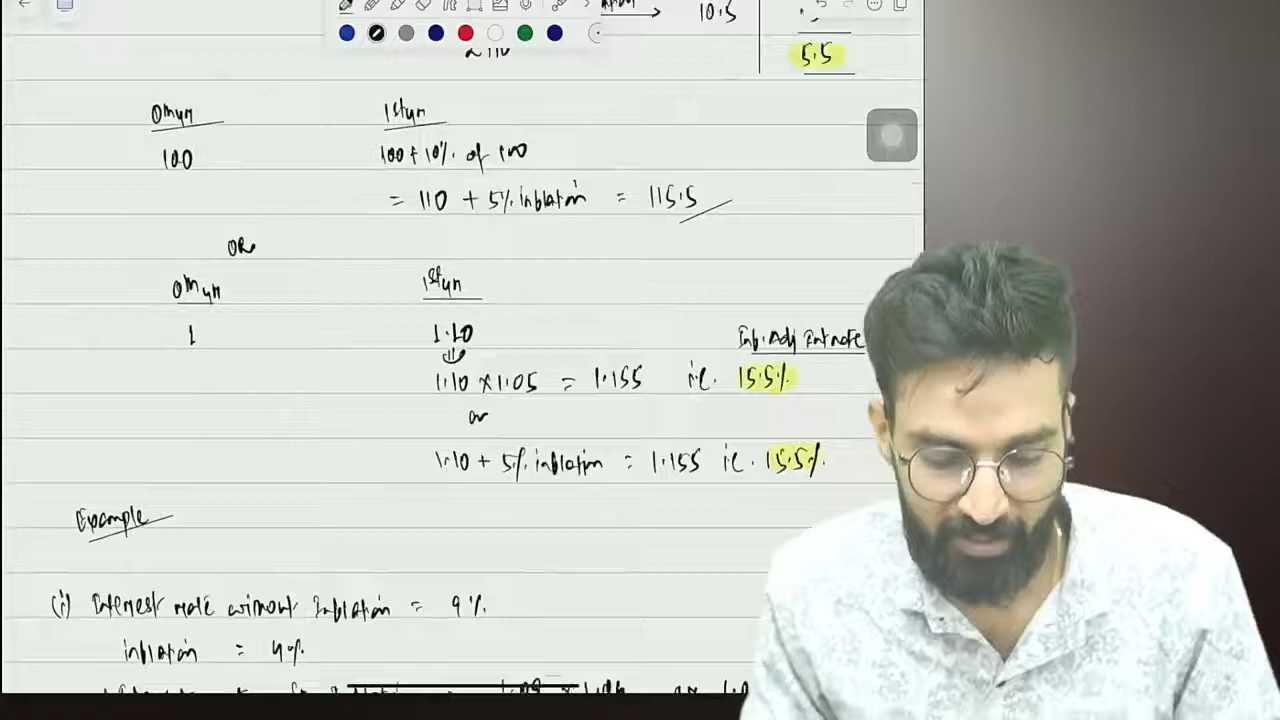 10.5
5.5
~110
0th yr 1st yr
100 100 + 10% of 100
= 110 + 5% inflation = 115.5
OR
0th yr 1st yr
1 1.10
Inf. Adj Int rate
1.10 × 1.05 = 1.155 i.e. 15.5%
or
1.10 + 5% inflation = 1.155 i.e. 15.5%
Example
(i) Interest rate without Inflation = 9%
inflation = 4%